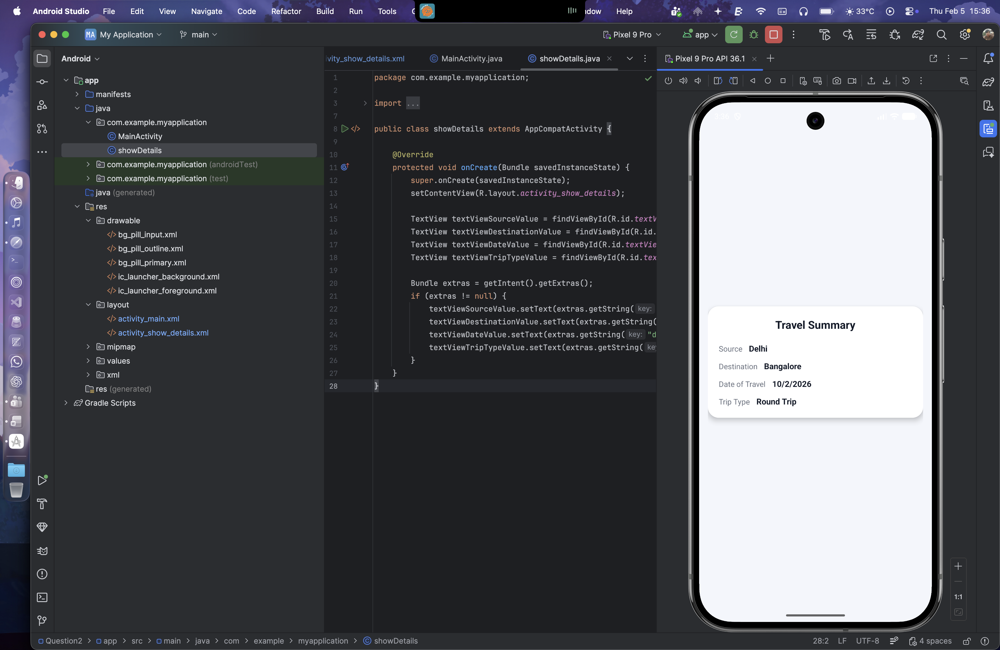 Android Studio File Edit View Navigate Code Refactor Build Run Tools Help
33°C Thu Feb 5 15:36
MA My Application main Pixel 9 Pro app
Android
app
manifests
java
com.example.myapplication
MainActivity
showDetails
com.example.myapplication (androidTest)
com.example.myapplication (test)
java (generated)
res
drawable
bg_pill_input.xml
bg_pill_outline.xml
bg_pill_primary.xml
ic_launcher_background.xml
ic_launcher_foreground.xml
layout
activity_main.xml
activity_show_details.xml
mipmap
values
xml
res (generated)
Gradle Scripts
ivity_show_details.xml MainActivity.java showDetails.java
1 package com.example.myapplication;
2
3 import ...
7
8 public class showDetails extends AppCompatActivity {
9
10 @Override
11 protected void onCreate(Bundle savedInstanceState) {
12 super.onCreate(savedInstanceState);
13 setContentView(R.layout.activity_show_details);
14
15 TextView textViewSourceValue = findViewById(R.id.textV
16 TextView textViewDestinationValue = findViewById(R.id.
17 TextView textViewDateValue = findViewById(R.id.textVie
18 TextView textViewTripTypeValue = findViewById(R.id.tex
19
20 Bundle extras = getIntent().getExtras();
21 if (extras != null) {
22 textViewSourceValue.setText(extras.getString( key:
23 textViewDestinationValue.setText(extras.getString(
24 textViewDateValue.setText(extras.getString( key: "d
25 textViewTripTypeValue.setText(extras.getString( key
26 }
27 }
28 }
Pixel 9 Pro API 36.1
3:36
Travel Summary
Source Delhi
Destination Bangalore
Date of Travel 10/2/2026
Trip Type Round Trip
1:1
Question2 > app > src > main > java > com > example > myapplication > showDetails
28:2 LF UTF-8 4 spaces